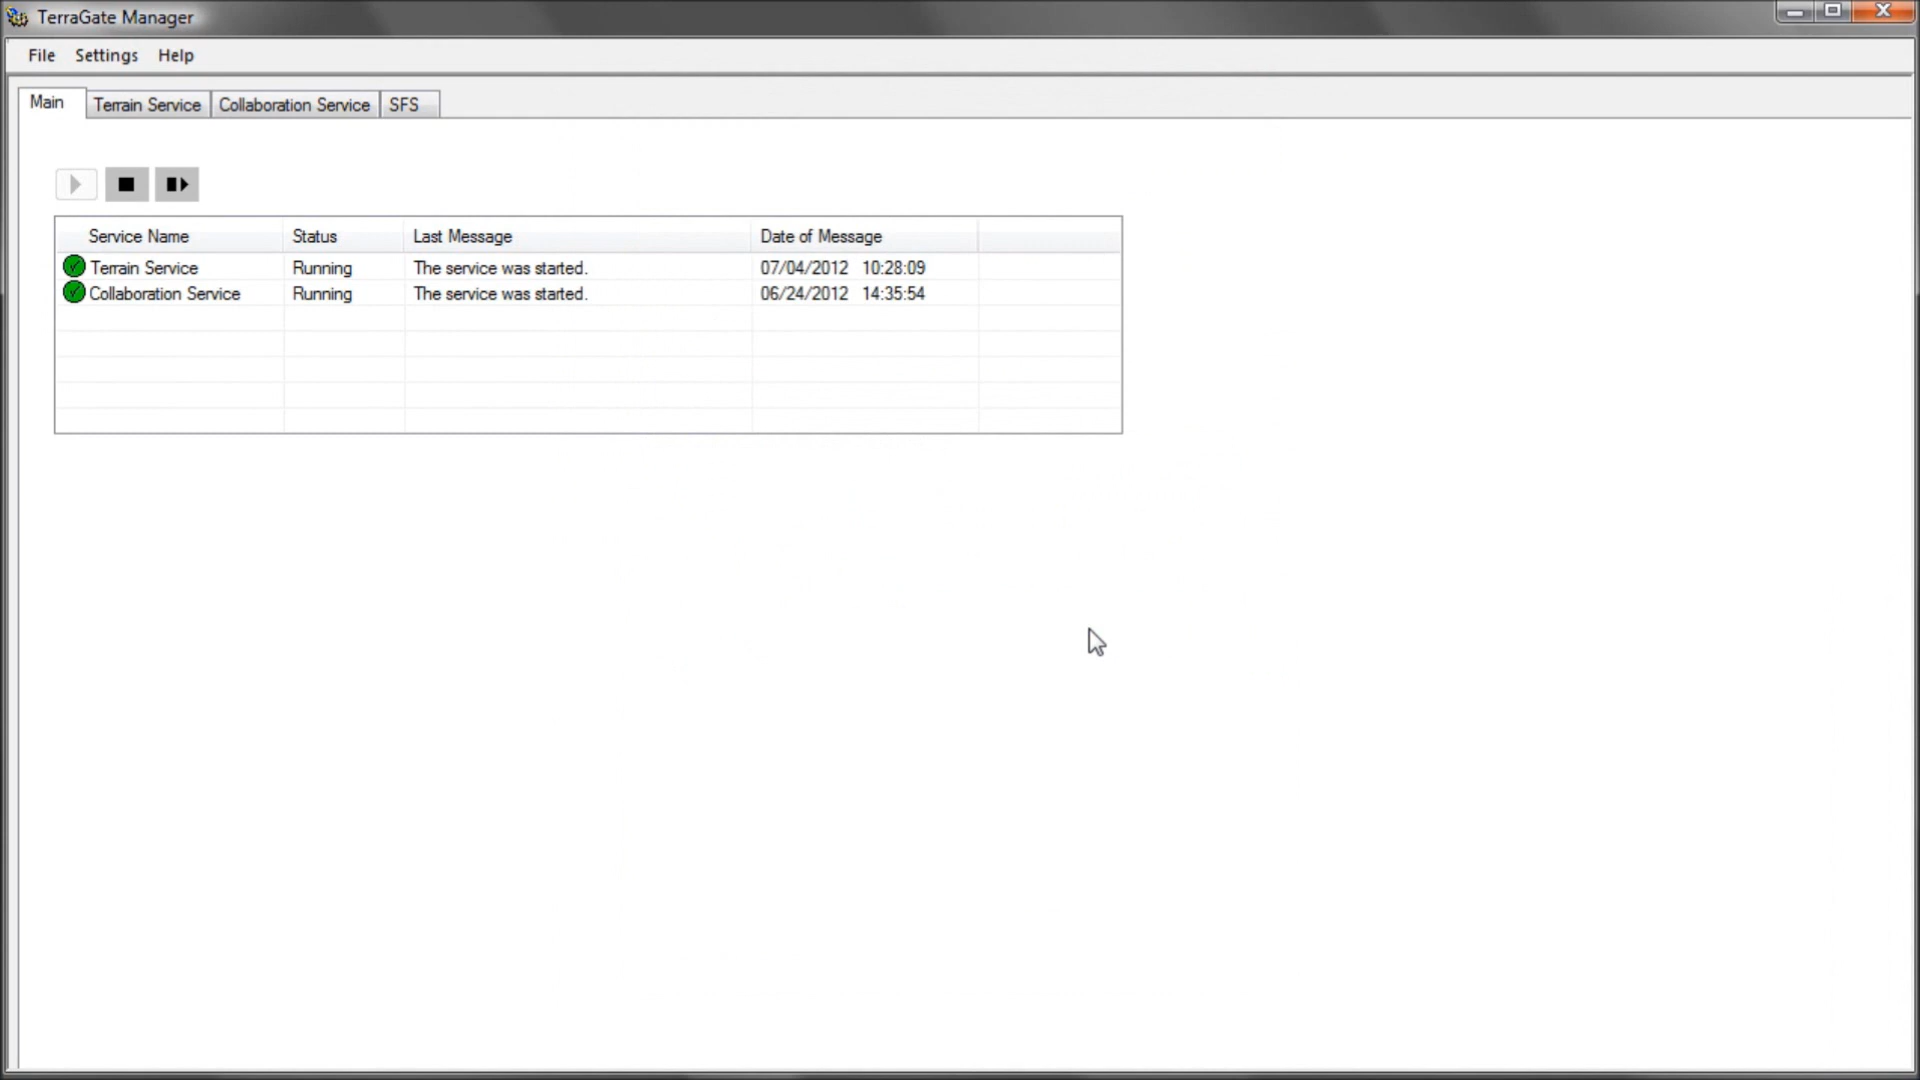 TerraGate Manager
File Settings Help
Main Terrain Service Collaboration Service SFS
Service Name Status Last Message Date of Message
Terrain Service Running The service was started. 07/04/2012 10:28:09
Collaboration Service Running The service was started. 06/24/2012 14:35:54